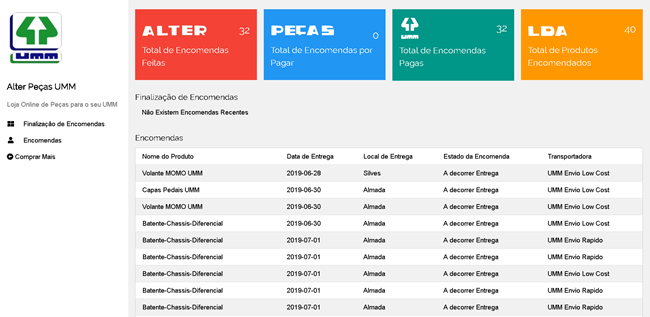 UMM
Alter Peças UMM
Loja Online de Peças para o seu UMM
Finalização de Encomendas
Encomendas
Comprar Mais
ALTER 32
Total de Encomendas
Feitas
PEÇAS 0
Total de Encomendas por
Pagar
UMM 32
Total de Encomendas
Pagas
LDA 40
Total de Produtos
Encomendados
Finalização de Encomendas
Não Existem Encomendas Recentes
Encomendas
Nome do Produto Data de Entrega Local de Entrega Estado da Encomenda Transportadora
Volante MOMO UMM 2019-06-28 Silves A decorrer Entrega UMM Envio Low Cost
Capas Pedais UMM 2019-06-30 Almada A decorrer Entrega UMM Envio Low Cost
Volante MOMO UMM 2019-06-30 Almada A decorrer Entrega UMM Envio Low Cost
Batente-Chassis-Diferencial 2019-06-30 Almada A decorrer Entrega UMM Envio Low Cost
Batente-Chassis-Diferencial 2019-07-01 Almada A decorrer Entrega UMM Envio Rapido
Batente-Chassis-Diferencial 2019-07-01 Almada A decorrer Entrega UMM Envio Rapido
Batente-Chassis-Diferencial 2019-07-01 Almada A decorrer Entrega UMM Envio Low Cost
Batente-Chassis-Diferencial 2019-07-01 Almada A decorrer Entrega UMM Envio Rapido
Batente-Chassis-Diferencial 2019-07-01 Almada A decorrer Entrega UMM Envio Rapido